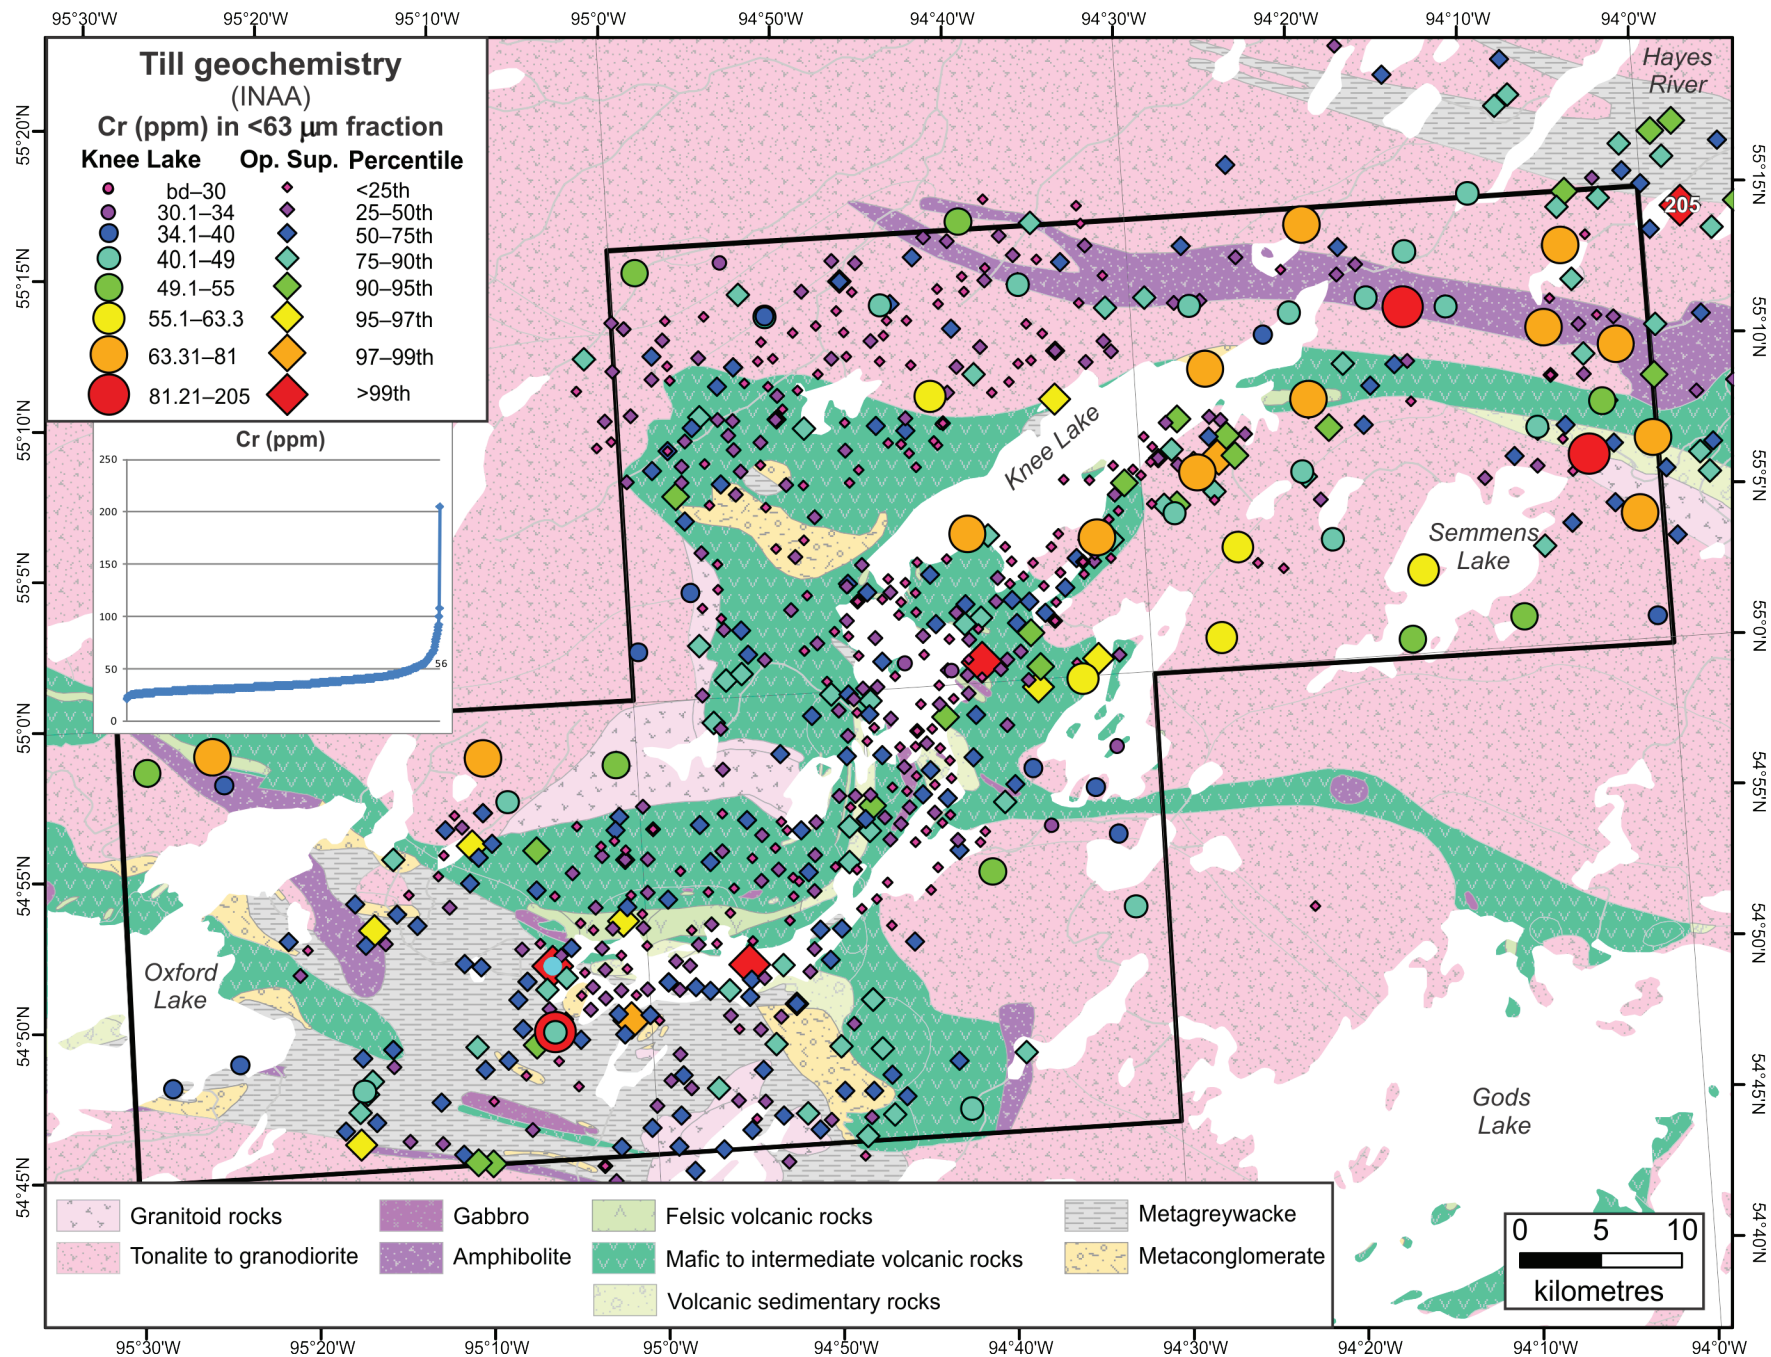 95°30'W 95°20'W 95°10'W 95°0'W 94°50'W 94°40'W 94°30'W 94°20'W 94°10'W 94°0'W
Till geochemistry
(INAA)
Cr (ppm) in <63 µm fraction
Knee Lake Op. Sup. Percentile
bd–30 <25th
30.1–34 25–50th
34.1–40 50–75th
40.1–49 75–90th
49.1–55 90–95th
55.1–63.3 95–97th
63.31–81 97–99th
81.21–205 >99th
Cr (ppm)
250
200
150
100
50
0
56
Hayes
River
205
Knee Lake
Semmens
Lake
Oxford
Lake
Gods
Lake
55°20'N
55°15'N
55°10'N
55°5'N
55°0'N
54°55'N
54°50'N
54°45'N
55°15'N
55°10'N
55°5'N
55°0'N
54°55'N
54°50'N
54°45'N
54°40'N
Granitoid rocks
Tonalite to granodiorite
Gabbro
Amphibolite
Felsic volcanic rocks
Mafic to intermediate volcanic rocks
Volcanic sedimentary rocks
Metagreywacke
Metaconglomerate
0 5 10
kilometres
95°30'W 95°20'W 95°10'W 95°0'W 94°50'W 94°40'W 94°30'W 94°20'W 94°10'W 94°0'W